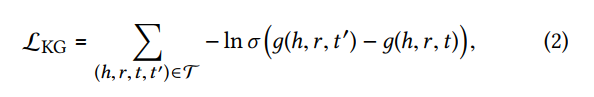 ℒ_KG = ∑_{(h,r,t,t′)∈𝒯} −ln σ(g(h, r, t′) − g(h, r, t)), (2)